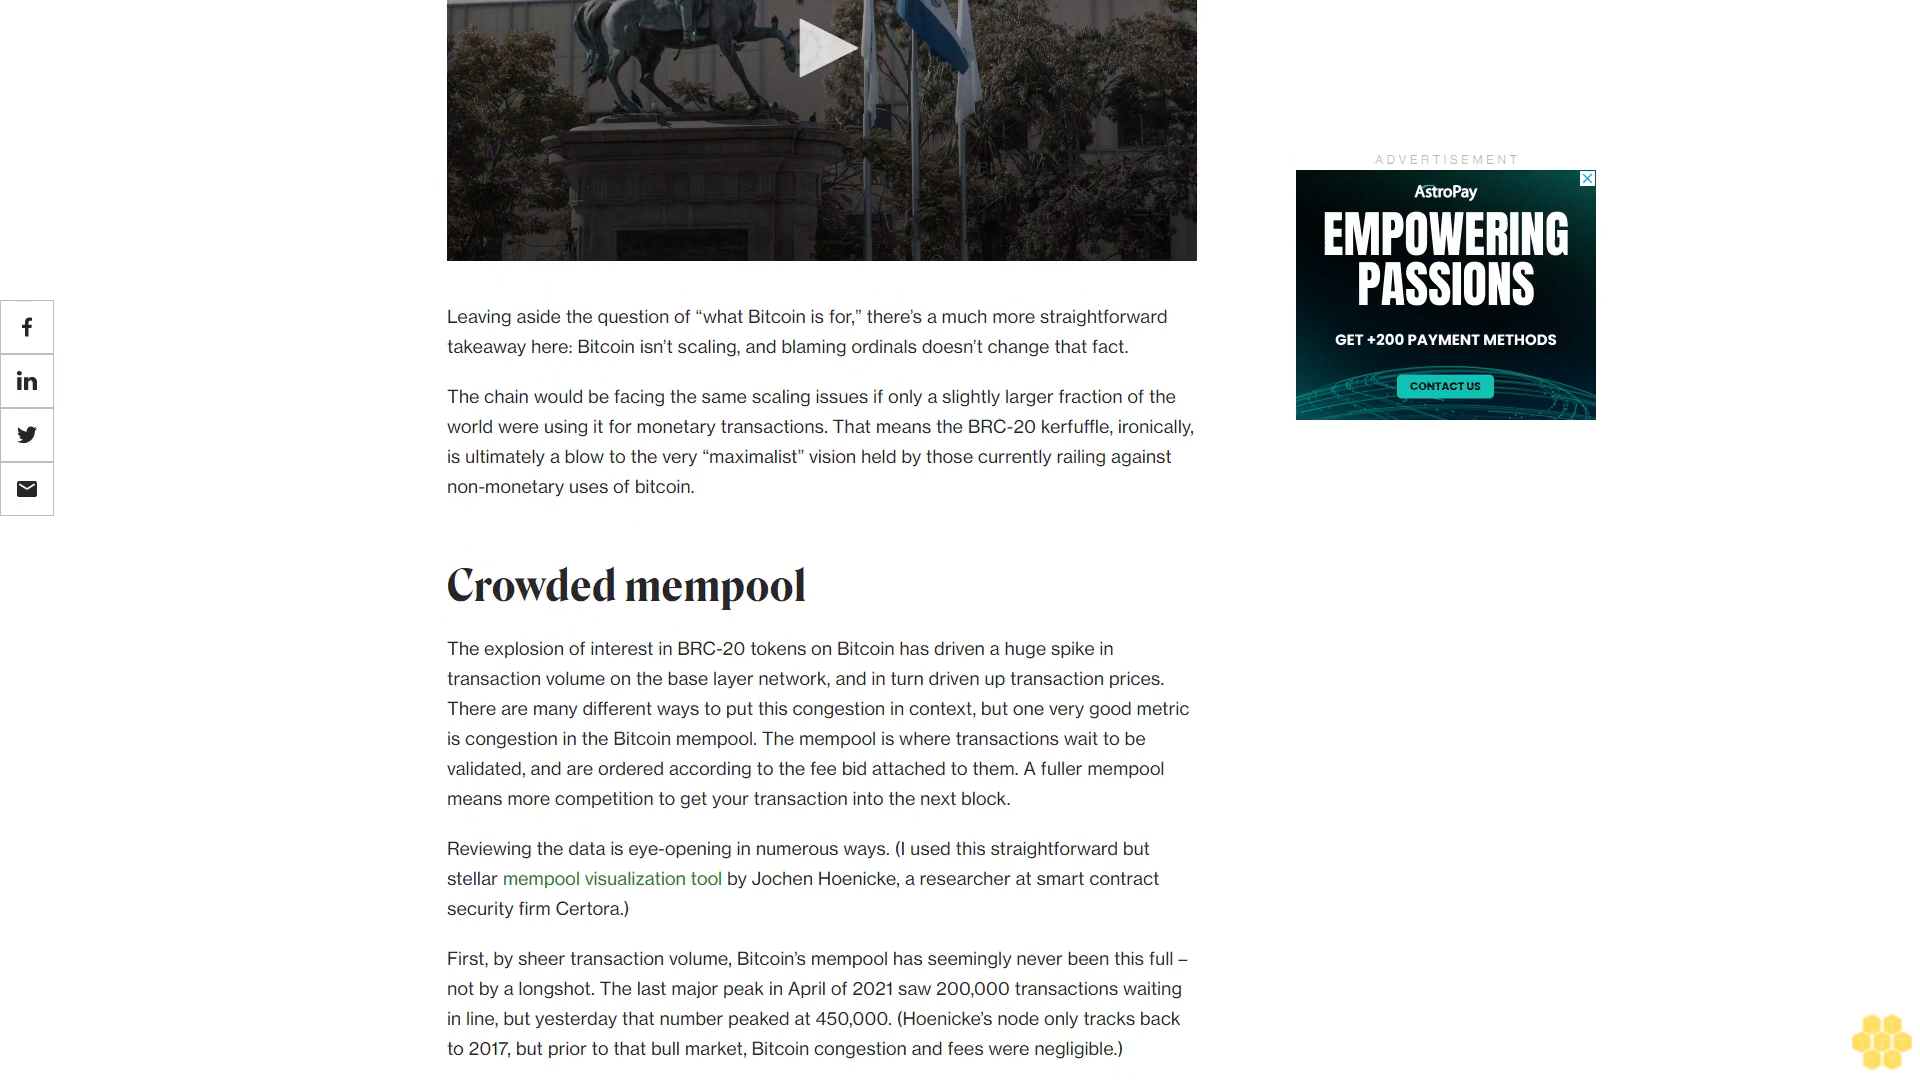 ADVERTISEMENT
AstroPay
EMPOWERING
PASSIONS
GET +200 PAYMENT METHODS
CONTACT US
Leaving aside the question of “what Bitcoin is for,” there’s a much more straightforward
takeaway here: Bitcoin isn’t scaling, and blaming ordinals doesn’t change that fact.
The chain would be facing the same scaling issues if only a slightly larger fraction of the
world were using it for monetary transactions. That means the BRC-20 kerfuffle, ironically,
is ultimately a blow to the very “maximalist” vision held by those currently railing against
non-monetary uses of bitcoin.
Crowded mempool
The explosion of interest in BRC-20 tokens on Bitcoin has driven a huge spike in
transaction volume on the base layer network, and in turn driven up transaction prices.
There are many different ways to put this congestion in context, but one very good metric
is congestion in the Bitcoin mempool. The mempool is where transactions wait to be
validated, and are ordered according to the fee bid attached to them. A fuller mempool
means more competition to get your transaction into the next block.
Reviewing the data is eye-opening in numerous ways. (I used this straightforward but
stellar mempool visualization tool by Jochen Hoenicke, a researcher at smart contract
security firm Certora.)
First, by sheer transaction volume, Bitcoin’s mempool has seemingly never been this full –
not by a longshot. The last major peak in April of 2021 saw 200,000 transactions waiting
in line, but yesterday that number peaked at 450,000. (Hoenicke’s node only tracks back
to 2017, but prior to that bull market, Bitcoin congestion and fees were negligible.)